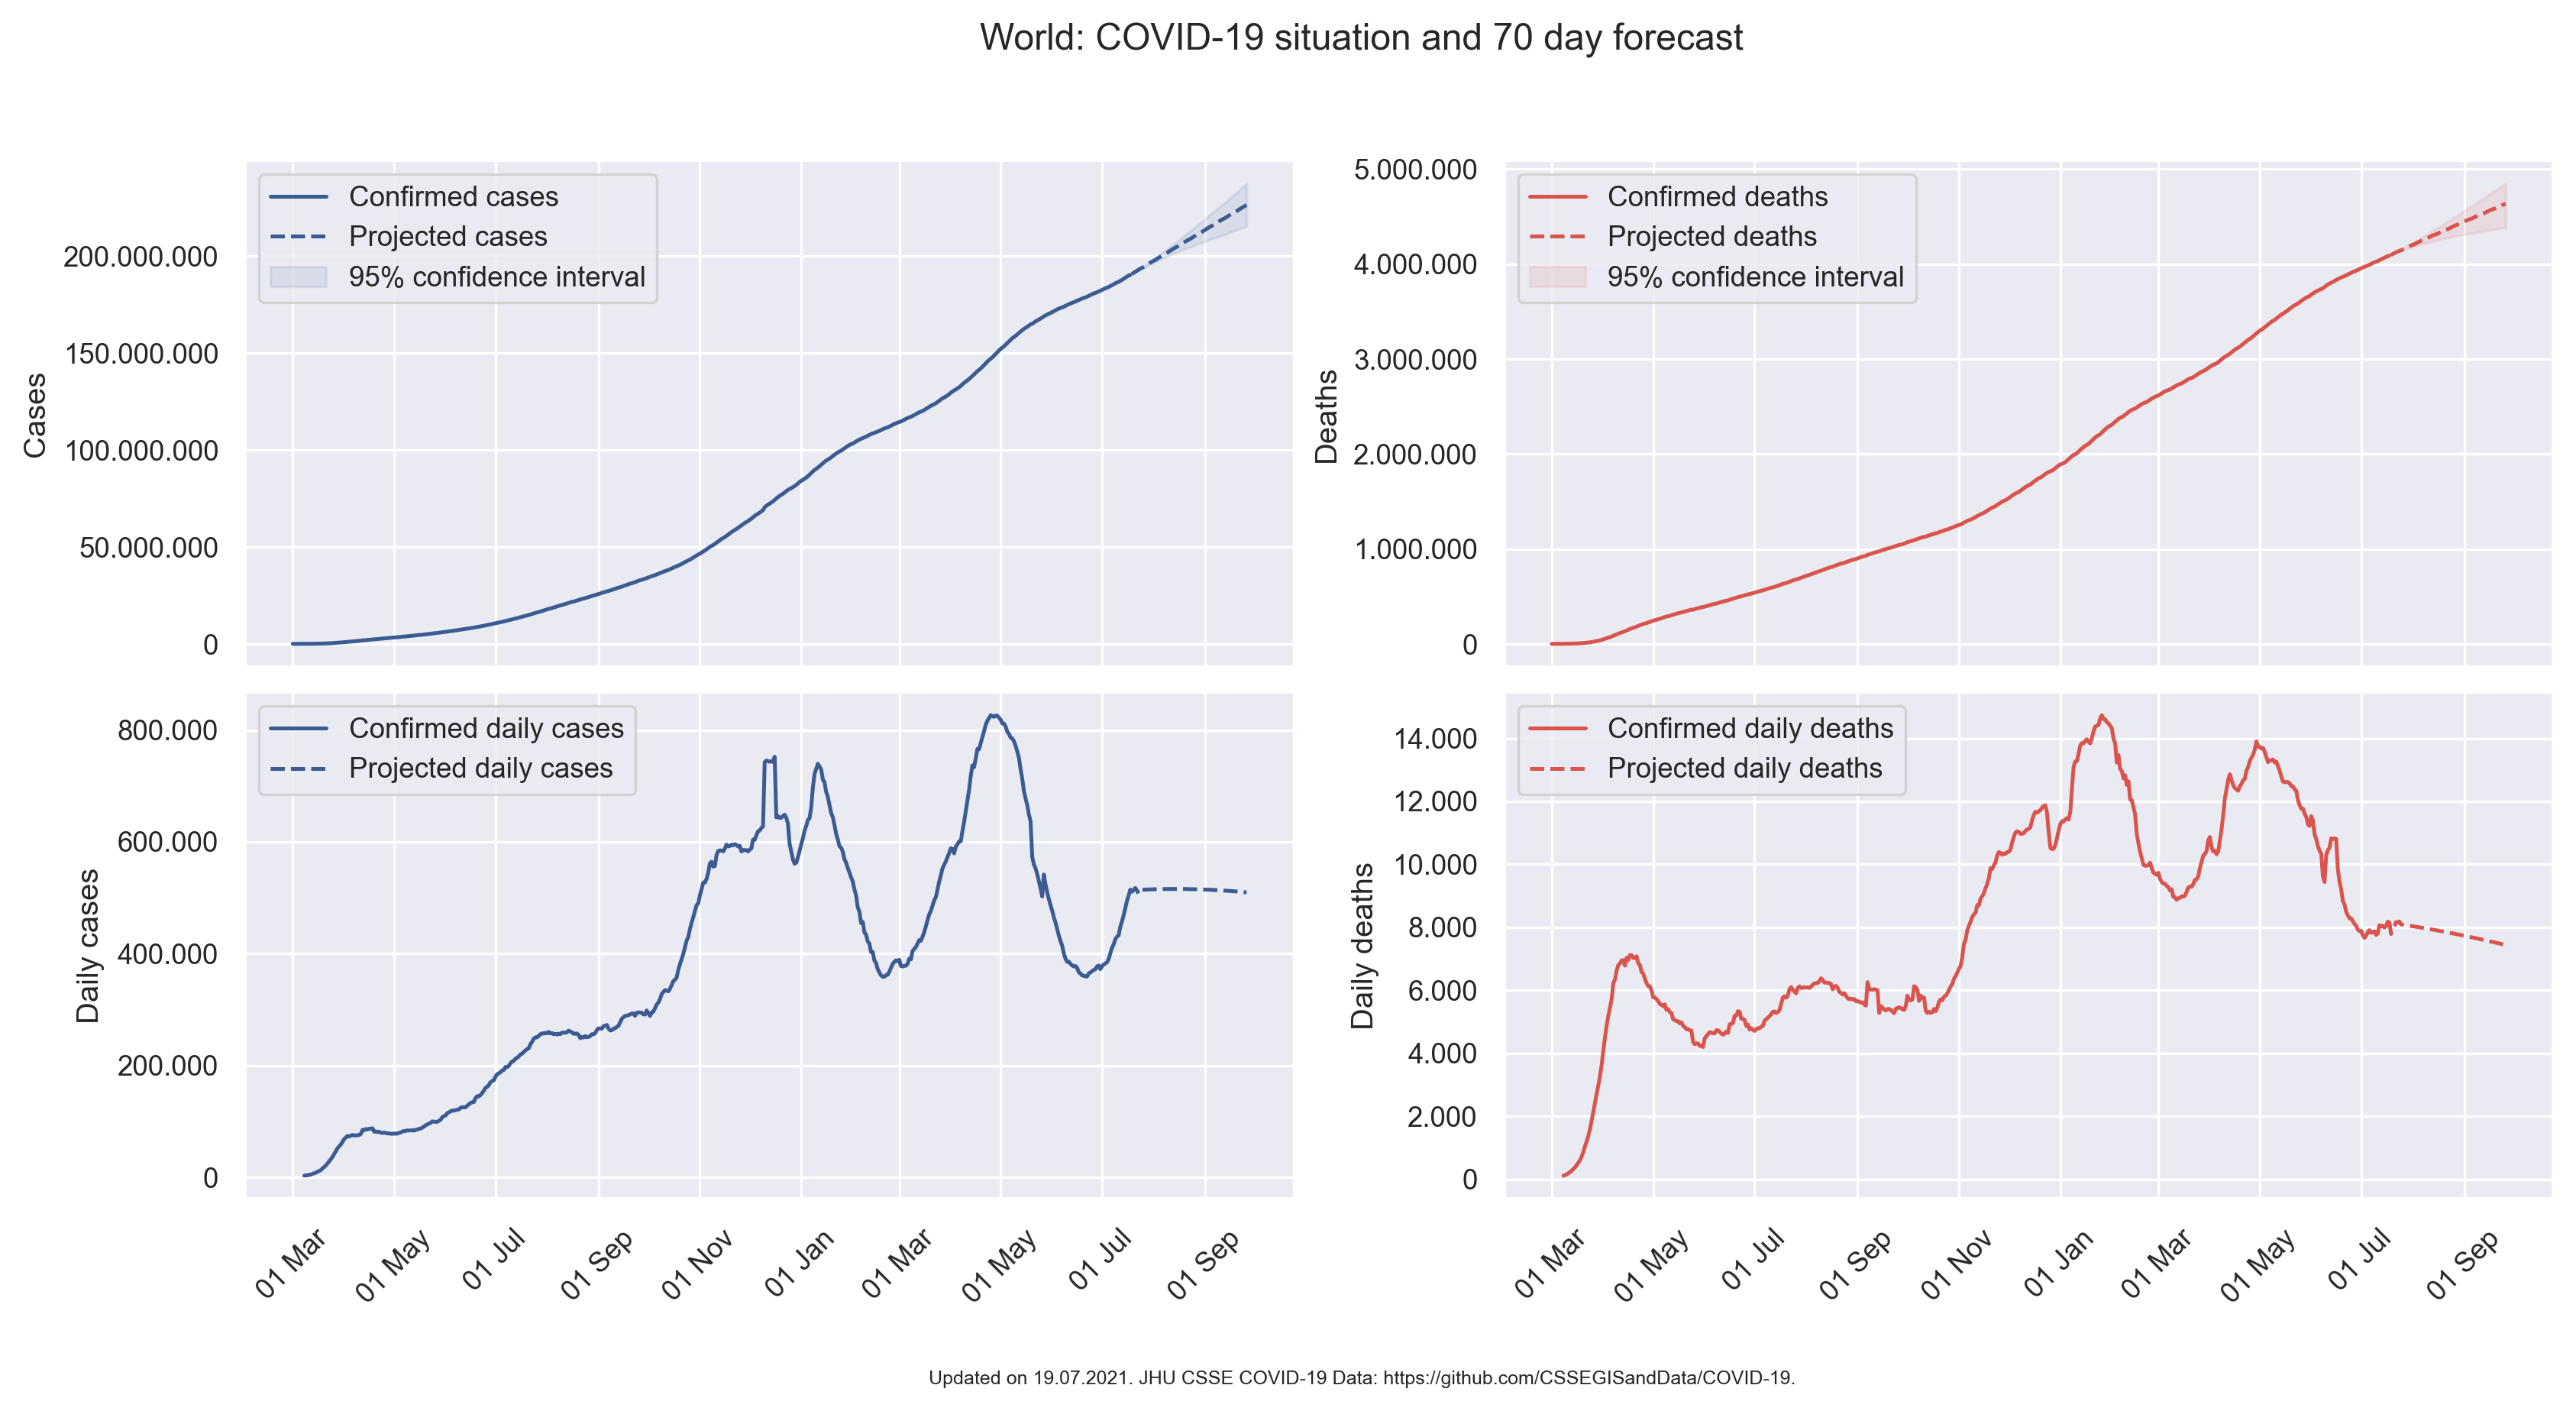 World: COVID-19 situation and 70 day forecast
Confirmed cases
Projected cases
95% confidence interval
200.000.000
150.000.000
100.000.000
50.000.000
0
Cases
Confirmed deaths
Projected deaths
95% confidence interval
5.000.000
4.000.000
3.000.000
2.000.000
1.000.000
0
Deaths
Confirmed daily cases
Projected daily cases
800.000
600.000
400.000
200.000
0
Daily cases
01 Mar
01 May
01 Jul
01 Sep
01 Nov
01 Jan
01 Mar
01 May
01 Jul
01 Sep
Confirmed daily deaths
Projected daily deaths
14.000
12.000
10.000
8.000
6.000
4.000
2.000
0
Daily deaths
01 Mar
01 May
01 Jul
01 Sep
01 Nov
01 Jan
01 Mar
01 May
01 Jul
01 Sep
Updated on 19.07.2021. JHU CSSE COVID-19 Data: https://github.com/CSSEGISandData/COVID-19.